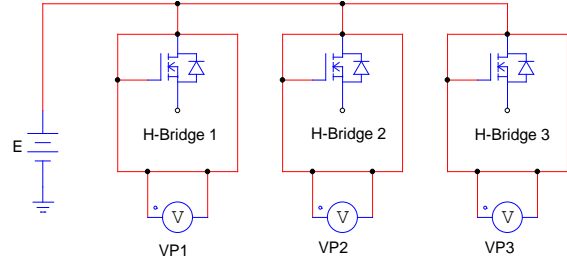 H-Bridge 1
H-Bridge 2
H-Bridge 3
E
V
V
V
VP1
VP2
VP3